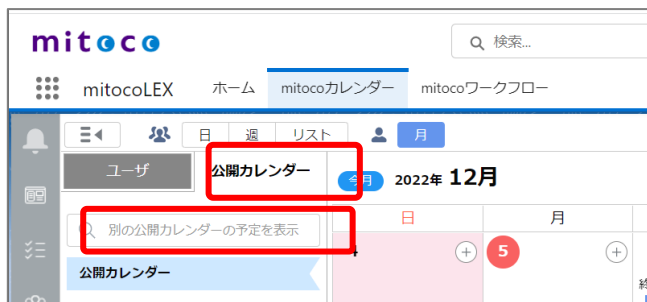 mitoco
検索...
mitocoLEX ホーム mitocoカレンダー mitocoワークフロー
日 週 リスト 月
ユーザ 公開カレンダー
今月 2022年 12月
別の公開カレンダーの予定を表示
日 月
4 5
公開カレンダー